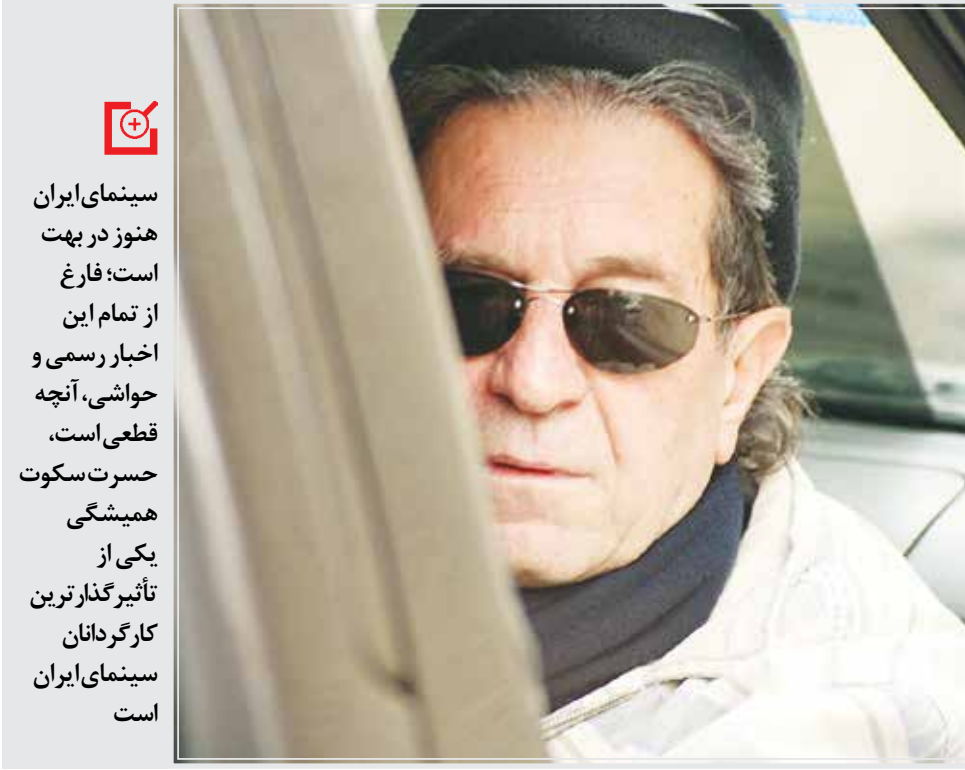 سینمای ایران
هنوز در بهت
است؛ فارغ
از تمام این
اخبار رسمی و
حواشی، آنچه
قطعی است،
حسرت سکوت
همیشگی
یکی از
تأثیرگذارترین
کارگردانان
سینمای ایران
است